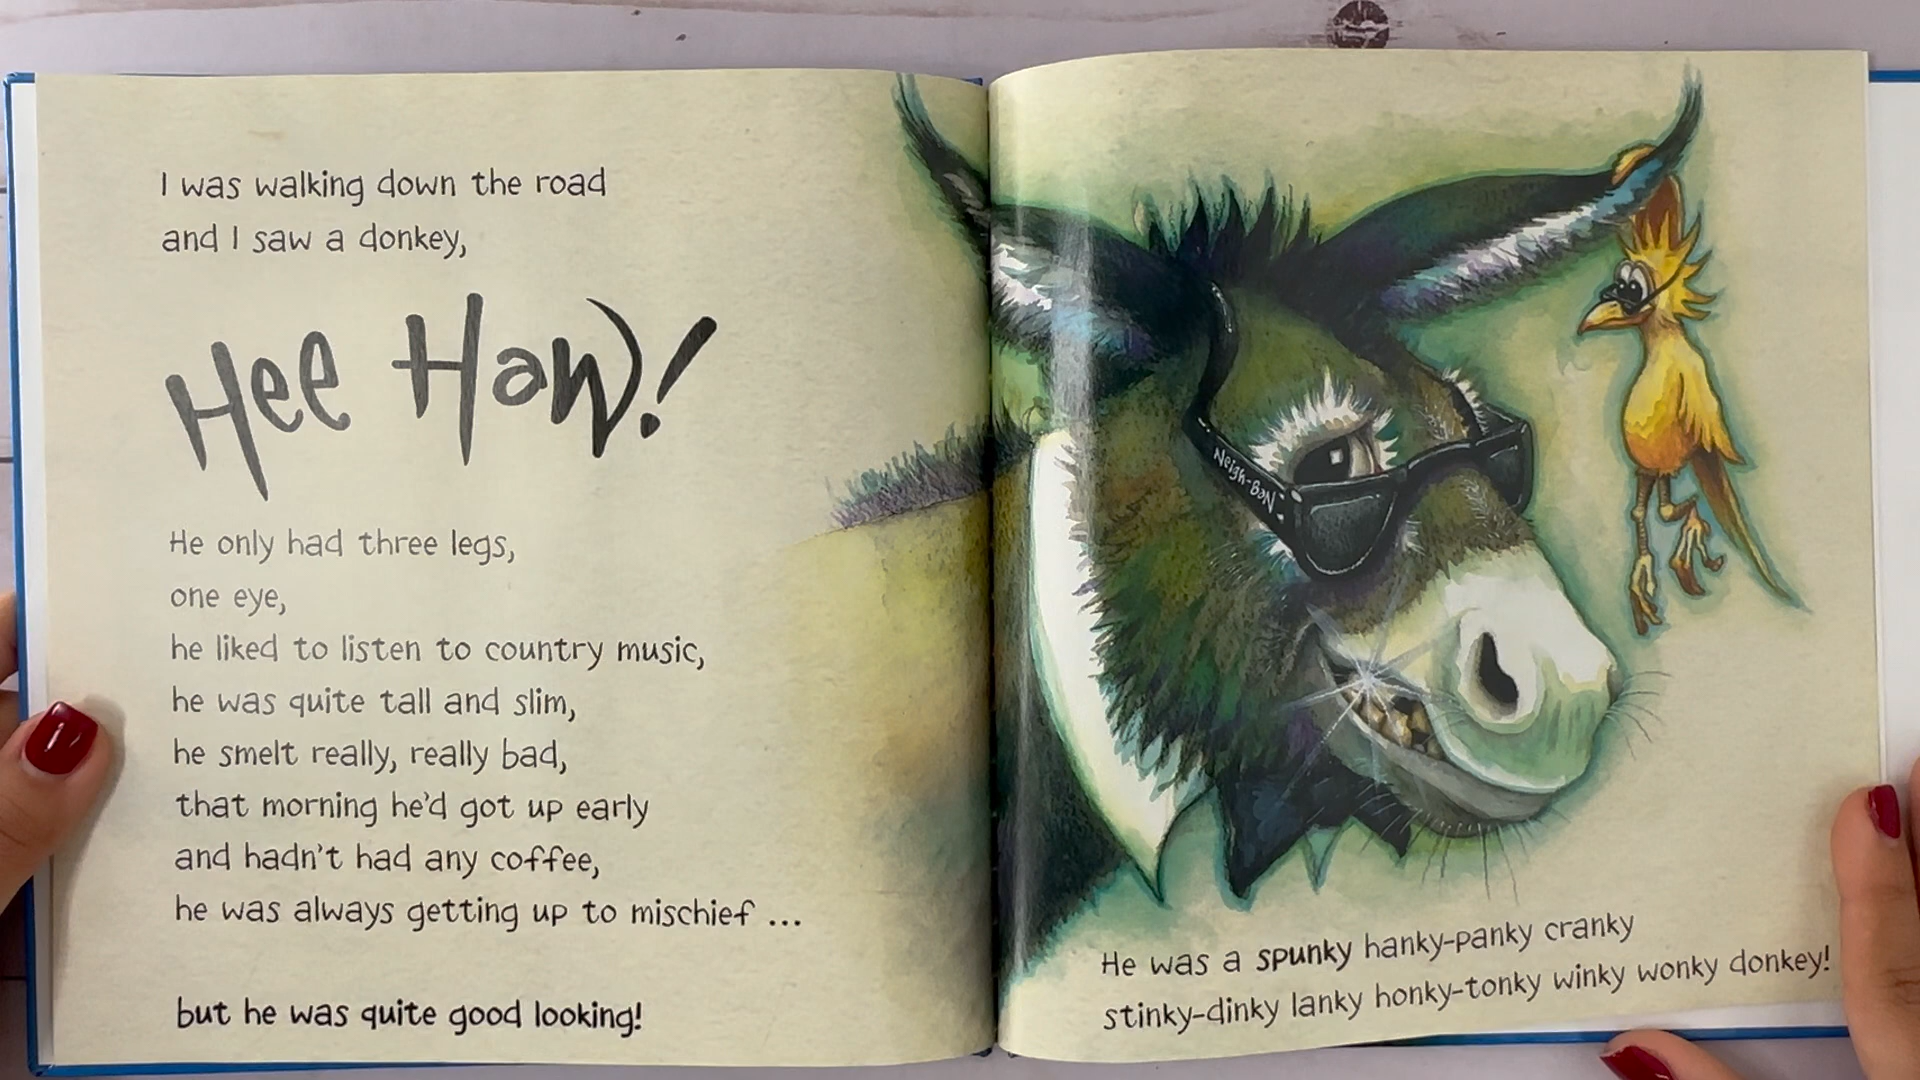 I was walking down the road
and I saw a donkey,
Hee Haw!
He only had three legs,
one eye,
he liked to listen to country music,
he was quite tall and slim,
he smelt really, really bad,
that morning he'd got up early
and hadn't had any coffee,
he was always getting up to mischief ...
but he was quite good looking!
Neigh-Ban
He was a spunky hanky-panky cranky
stinky-dinky lanky honky-tonky winky wonky donkey!